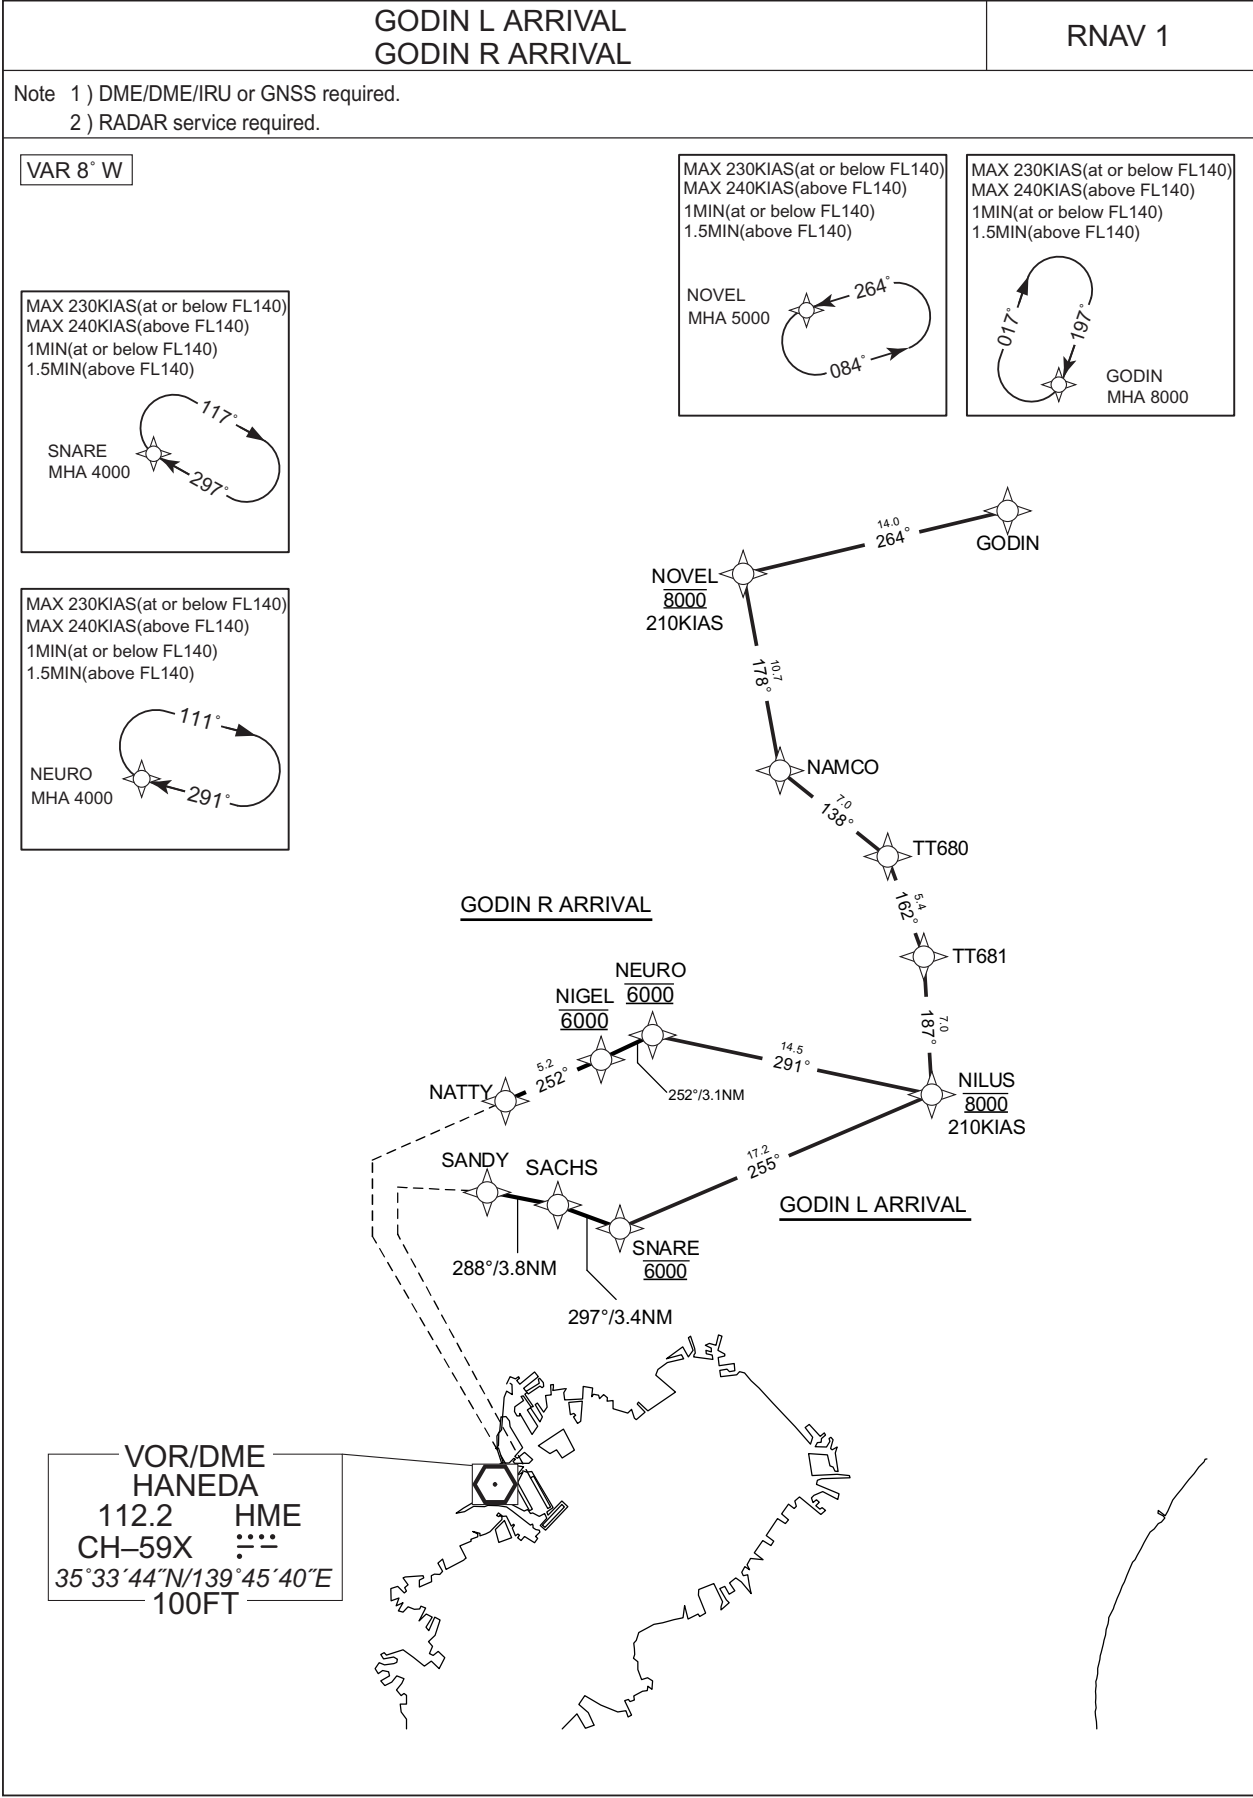 GODIN L ARRIVAL
GODIN R ARRIVAL
RNAV 1
Note 1 ) DME/DME/IRU or GNSS required.
2 ) RADAR service required.
VAR 8° W
MAX 230KIAS(at or below FL140)
MAX 240KIAS(above FL140)
1MIN(at or below FL140)
1.5MIN(above FL140)
NOVEL
MHA 5000
264°
084°
MAX 230KIAS(at or below FL140)
MAX 240KIAS(above FL140)
1MIN(at or below FL140)
1.5MIN(above FL140)
017°
197°
GODIN
MHA 8000
MAX 230KIAS(at or below FL140)
MAX 240KIAS(above FL140)
1MIN(at or below FL140)
1.5MIN(above FL140)
117°
SNARE
MHA 4000
297°
MAX 230KIAS(at or below FL140)
MAX 240KIAS(above FL140)
1MIN(at or below FL140)
1.5MIN(above FL140)
111°
NEURO
MHA 4000
291°
14.0
264°
GODIN
NOVEL
8000
210KIAS
10.7
178°
NAMCO
7.0
138°
TT680
5.4
162°
TT681
7.0
187°
GODIN R ARRIVAL
NEURO
6000
NIGEL
6000
14.5
291°
5.2
252°
252°/3.1NM
NATTY
NILUS
8000
210KIAS
17.2
255°
SANDY
SACHS
GODIN L ARRIVAL
SNARE
6000
288°/3.8NM
297°/3.4NM
VOR/DME
HANEDA
112.2 HME
CH–59X
35°33´44˝N/139°45´40˝E
100FT